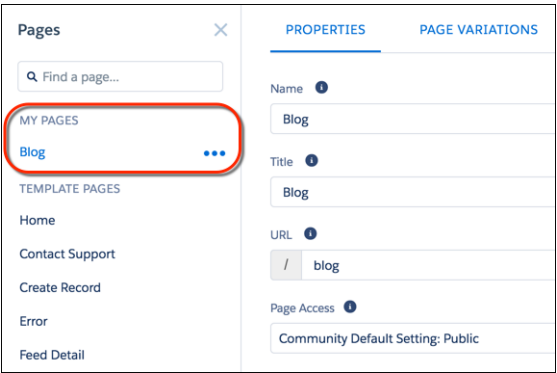 Pages
Find a page...
MY PAGES
Blog
TEMPLATE PAGES
Home
Contact Support
Create Record
Error
Feed Detail
PROPERTIES
PAGE VARIATIONS
Name
Blog
Title
Blog
URL
/ blog
Page Access
Community Default Setting: Public